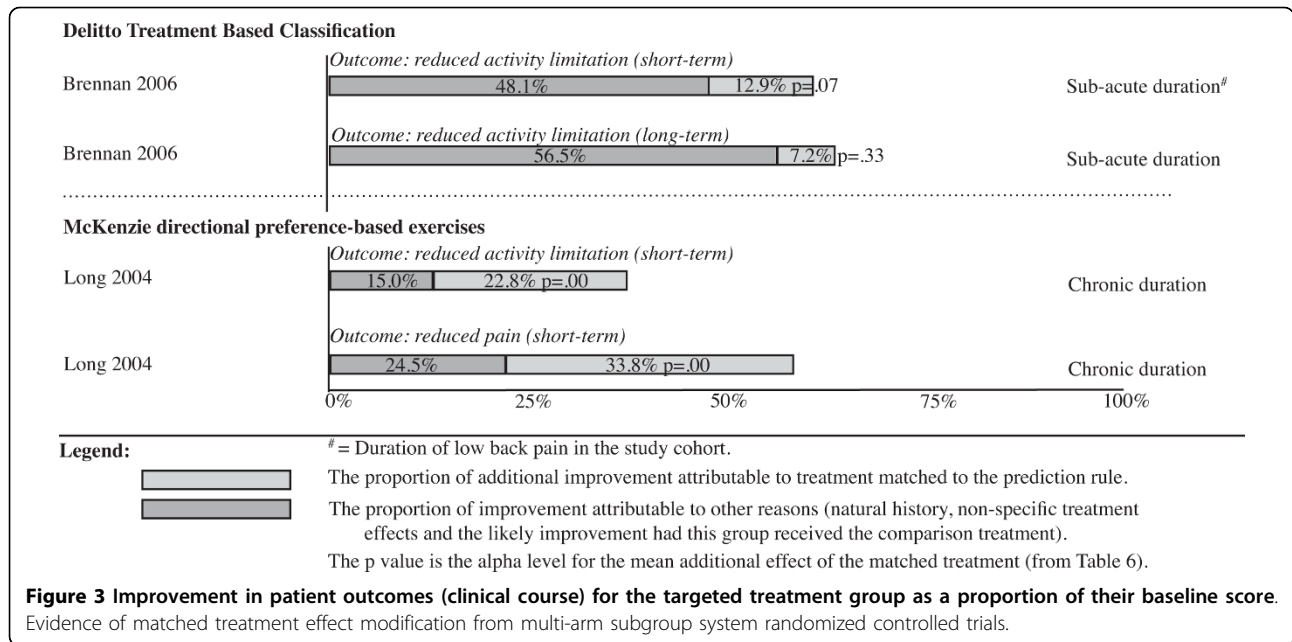 Delitto Treatment Based Classification
Outcome: reduced activity limitation (short-term)
Brennan 2006 48.1% 12.9% p=.07 Sub-acute duration#
Outcome: reduced activity limitation (long-term)
Brennan 2006 56.5% 7.2% p=.33 Sub-acute duration
McKenzie directional preference-based exercises
Outcome: reduced activity limitation (short-term)
Long 2004 15.0% 22.8% p=.00 Chronic duration
Outcome: reduced pain (short-term)
Long 2004 24.5% 33.8% p=.00 Chronic duration
0% 25% 50% 75% 100%
Legend: # = Duration of low back pain in the study cohort.
The proportion of additional improvement attributable to treatment matched to the prediction rule.
The proportion of improvement attributable to other reasons (natural history, non-specific treatment
effects and the likely improvement had this group received the comparison treatment).
The p value is the alpha level for the mean additional effect of the matched treatment (from Table 6).
Figure 3 Improvement in patient outcomes (clinical course) for the targeted treatment group as a proportion of their baseline score.
Evidence of matched treatment effect modification from multi-arm subgroup system randomized controlled trials.